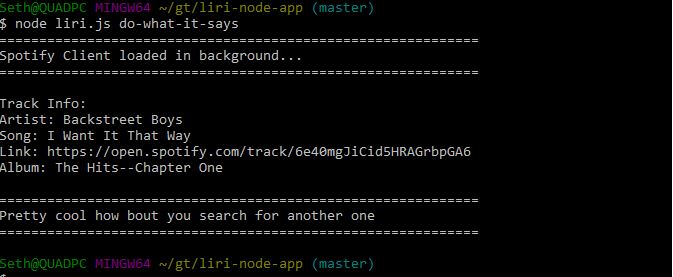 Seth@QUADPC MINGW64 ~/gt/liri-node-app (master)
$ node liri.js do-what-it-says
============================================================
Spotify Client loaded in background...
============================================================
Track Info:
Artist: Backstreet Boys
Song: I Want It That Way
Link: https://open.spotify.com/track/6e40mgJiCid5HRAGrbpGA6
Album: The Hits--Chapter One
============================================================
Pretty cool how bout you search for another one
============================================================
Seth@QUADPC MINGW64 ~/gt/liri-node-app (master)